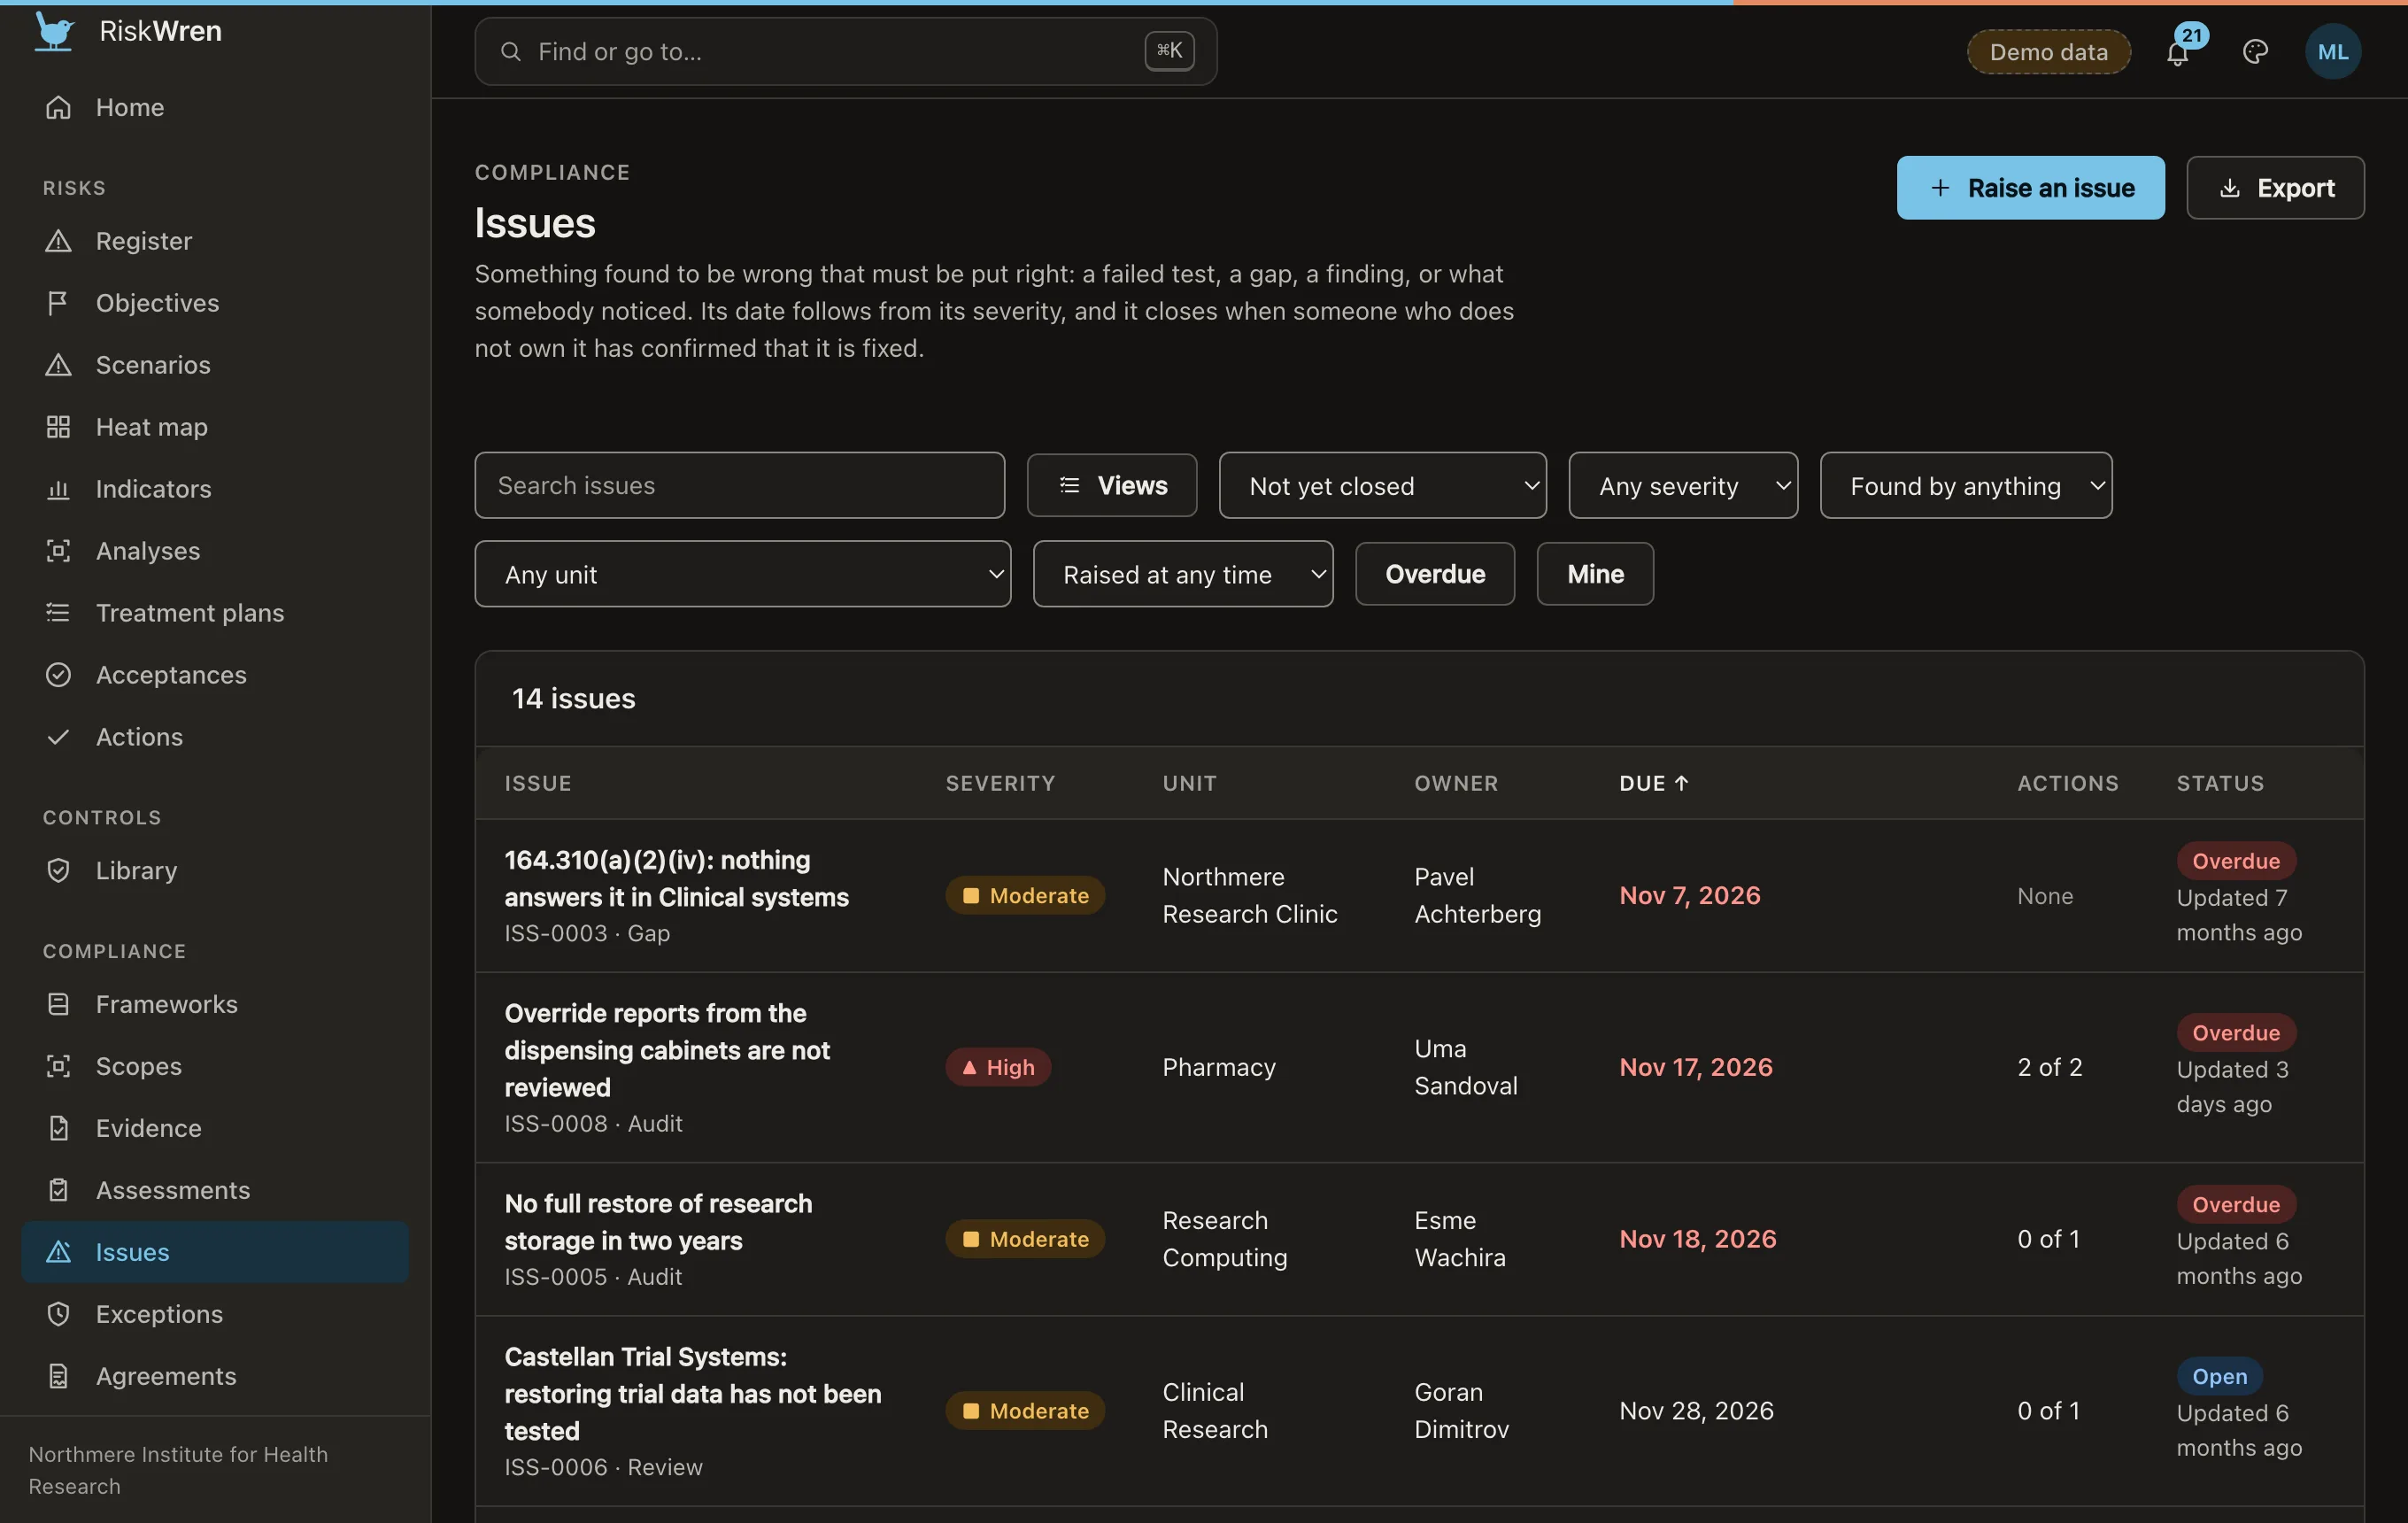 RiskWren
Find or go to...
⌘K
Demo data
21
ML
Home
RISKS
Register
Objectives
Scenarios
Heat map
Indicators
Analyses
Treatment plans
Acceptances
Actions
CONTROLS
Library
COMPLIANCE
Frameworks
Scopes
Evidence
Assessments
Issues
Exceptions
Agreements
Northmere Institute for Health
Research
COMPLIANCE
Issues
Something found to be wrong that must be put right: a failed test, a gap, a finding, or what
somebody noticed. Its date follows from its severity, and it closes when someone who does
not own it has confirmed that it is fixed.
+ Raise an issue
Export
Search issues
Views
Not yet closed
Any severity
Found by anything
Any unit
Raised at any time
Overdue
Mine
14 issues
ISSUE SEVERITY UNIT OWNER DUE ↑ ACTIONS STATUS
164.310(a)(2)(iv): nothing
answers it in Clinical systems
ISS-0003 · Gap
Moderate
Northmere
Research Clinic
Pavel
Achterberg
Nov 7, 2026
None
Overdue
Updated 7
months ago
Override reports from the
dispensing cabinets are not
reviewed
ISS-0008 · Audit
High
Pharmacy
Uma
Sandoval
Nov 17, 2026
2 of 2
Overdue
Updated 3
days ago
No full restore of research
storage in two years
ISS-0005 · Audit
Moderate
Research
Computing
Esme
Wachira
Nov 18, 2026
0 of 1
Overdue
Updated 6
months ago
Castellan Trial Systems:
restoring trial data has not been
tested
ISS-0006 · Review
Moderate
Clinical
Research
Goran
Dimitrov
Nov 28, 2026
0 of 1
Open
Updated 6
months ago